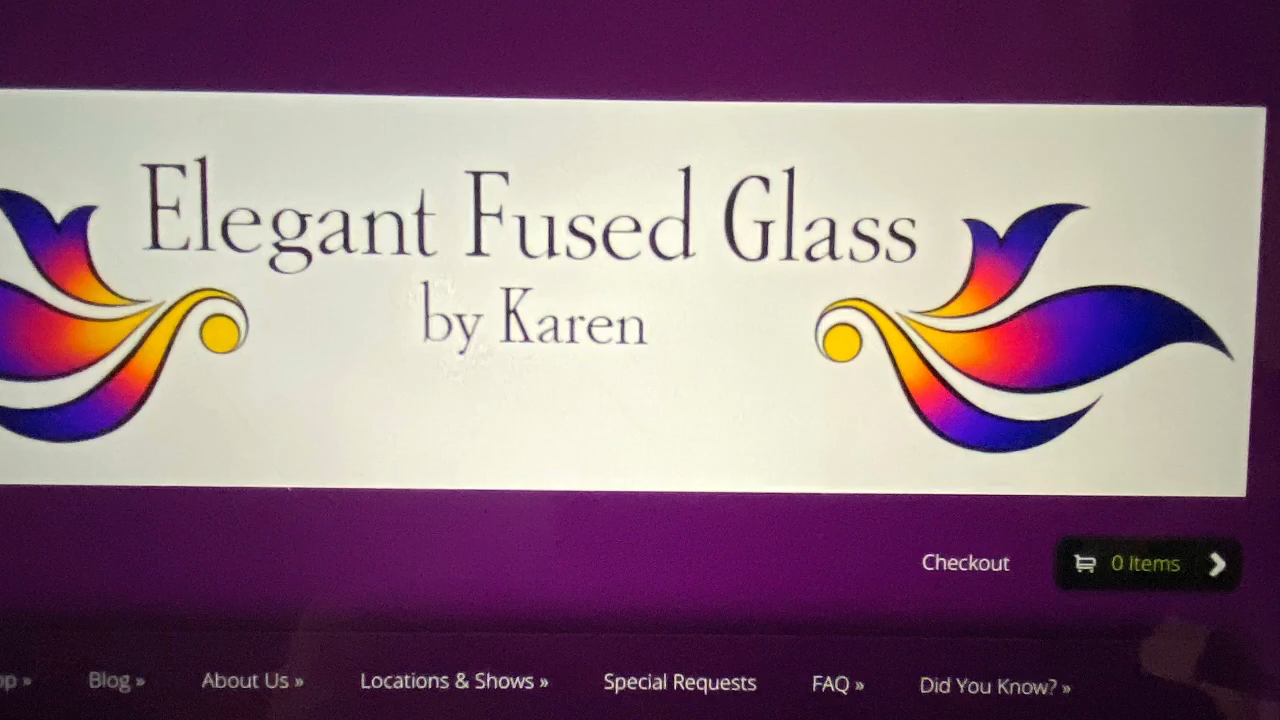 Elegant Fused Glass
by Karen
Checkout
0 Items
Blog » About Us » Locations & Shows » Special Requests FAQ » Did You Know? »